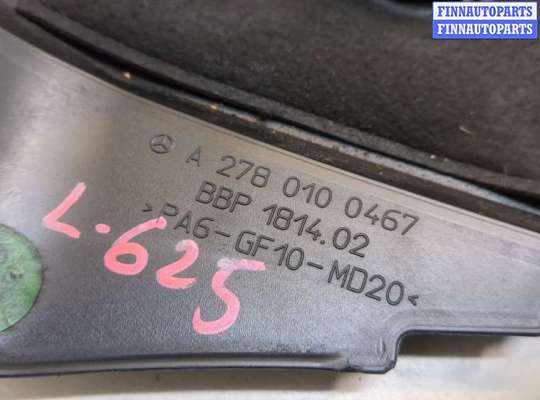 FINNAUTOPARTS
FINNAUTOPARTS
A 278 010 0467
BBP 1814.02
>PA6-GF10-MD20<
L-625